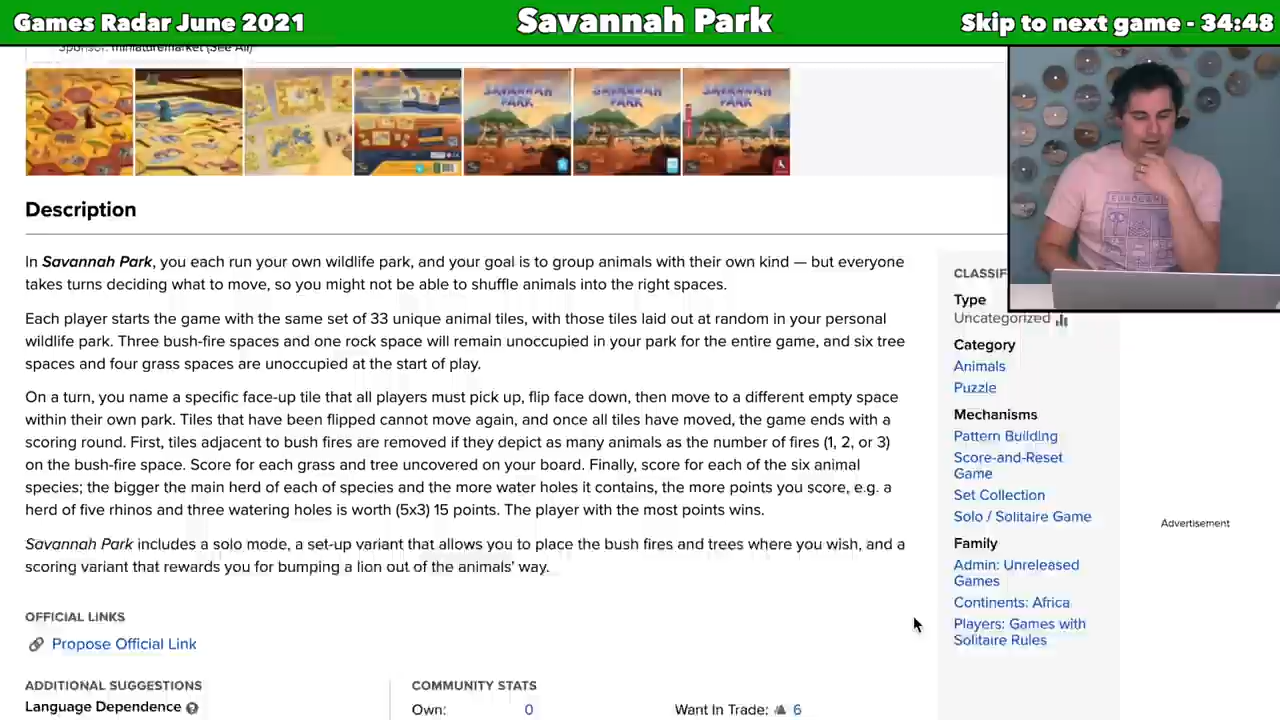 Games Radar June 2021
Savannah Park
Skip to next game - 34:48
Sponsor: miniaturemarket (See All)
SAVANNAH PARK
SAVANNAH PARK
SAVANNAH PARK
Description
In Savannah Park, you each run your own wildlife park, and your goal is to group animals with their own kind — but everyone
takes turns deciding what to move, so you might not be able to shuffle animals into the right spaces.
Each player starts the game with the same set of 33 unique animal tiles, with those tiles laid out at random in your personal
wildlife park. Three bush-fire spaces and one rock space will remain unoccupied in your park for the entire game, and six tree
spaces and four grass spaces are unoccupied at the start of play.
On a turn, you name a specific face-up tile that all players must pick up, flip face down, then move to a different empty space
within their own park. Tiles that have been flipped cannot move again, and once all tiles have moved, the game ends with a
scoring round. First, tiles adjacent to bush fires are removed if they depict as many animals as the number of fires (1, 2, or 3)
on the bush-fire space. Score for each grass and tree uncovered on your board. Finally, score for each of the six animal
species; the bigger the main herd of each of species and the more water holes it contains, the more points you score, e.g. a
herd of five rhinos and three watering holes is worth (5x3) 15 points. The player with the most points wins.
Savannah Park includes a solo mode, a set-up variant that allows you to place the bush fires and trees where you wish, and a
scoring variant that rewards you for bumping a lion out of the animals' way.
OFFICIAL LINKS
Propose Official Link
ADDITIONAL SUGGESTIONS
Language Dependence
COMMUNITY STATS
Own: 0
Want In Trade: 6
CLASSIF
Type
Uncategorized
Category
Animals
Puzzle
Mechanisms
Pattern Building
Score-and-Reset
Game
Set Collection
Solo / Solitaire Game
Family
Admin: Unreleased
Games
Continents: Africa
Players: Games with
Solitaire Rules
Advertisement